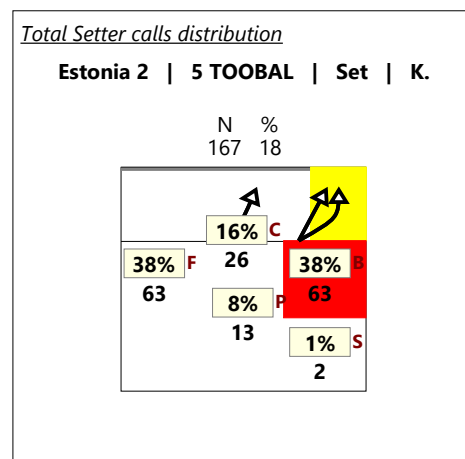 Total Setter calls distribution
Estonia 2 | 5 TOOBAL | Set | K.
N %
167 18
16% C
26
38% F
63
38% B
63
8% P
13
1% S
2